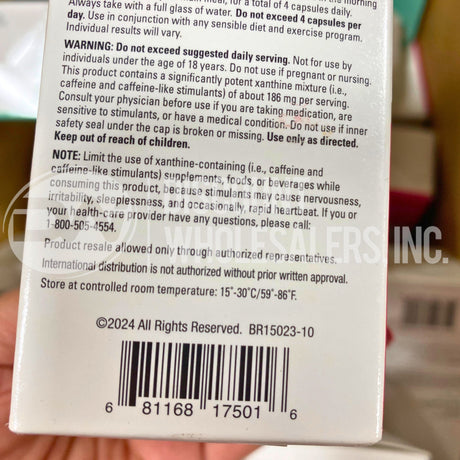 meal, for a total of 4 capsules daily.
Always take with a full glass of water. Do not exceed 4 capsules per
day. Use in conjunction with any sensible diet and exercise program.
Individual results will vary.
WARNING: Do not exceed suggested daily serving. Not for use by
individuals under the age of 18 years. Do not use if pregnant or nursing.
This product contains a significantly potent xanthine mixture (i.e.,
caffeine and caffeine-like stimulants) of about 186 mg per serving.
Consult your physician before use if you are taking medication, are
sensitive to stimulants, or have a medical condition. Do not use if inner
safety seal under the cap is broken or missing. Use only as directed.
Keep out of reach of children.
NOTE: Limit the use of xanthine-containing (i.e., caffeine and
caffeine-like stimulants) supplements, foods, or beverages while
consuming this product, because stimulants may cause nervousness,
irritability, sleeplessness, and occasionally, rapid heartbeat. If you or
your health-care provider have any questions, please call:
1-800-505-4554.
WHOLESALERS, INC.
Product resale allowed only through authorized representatives.
International distribution is not authorized without prior written approval.
Store at controlled room temperature: 15°-30°C/59°-86°F.
©2024 All Rights Reserved. BR15023-10
6 81168 17501 6